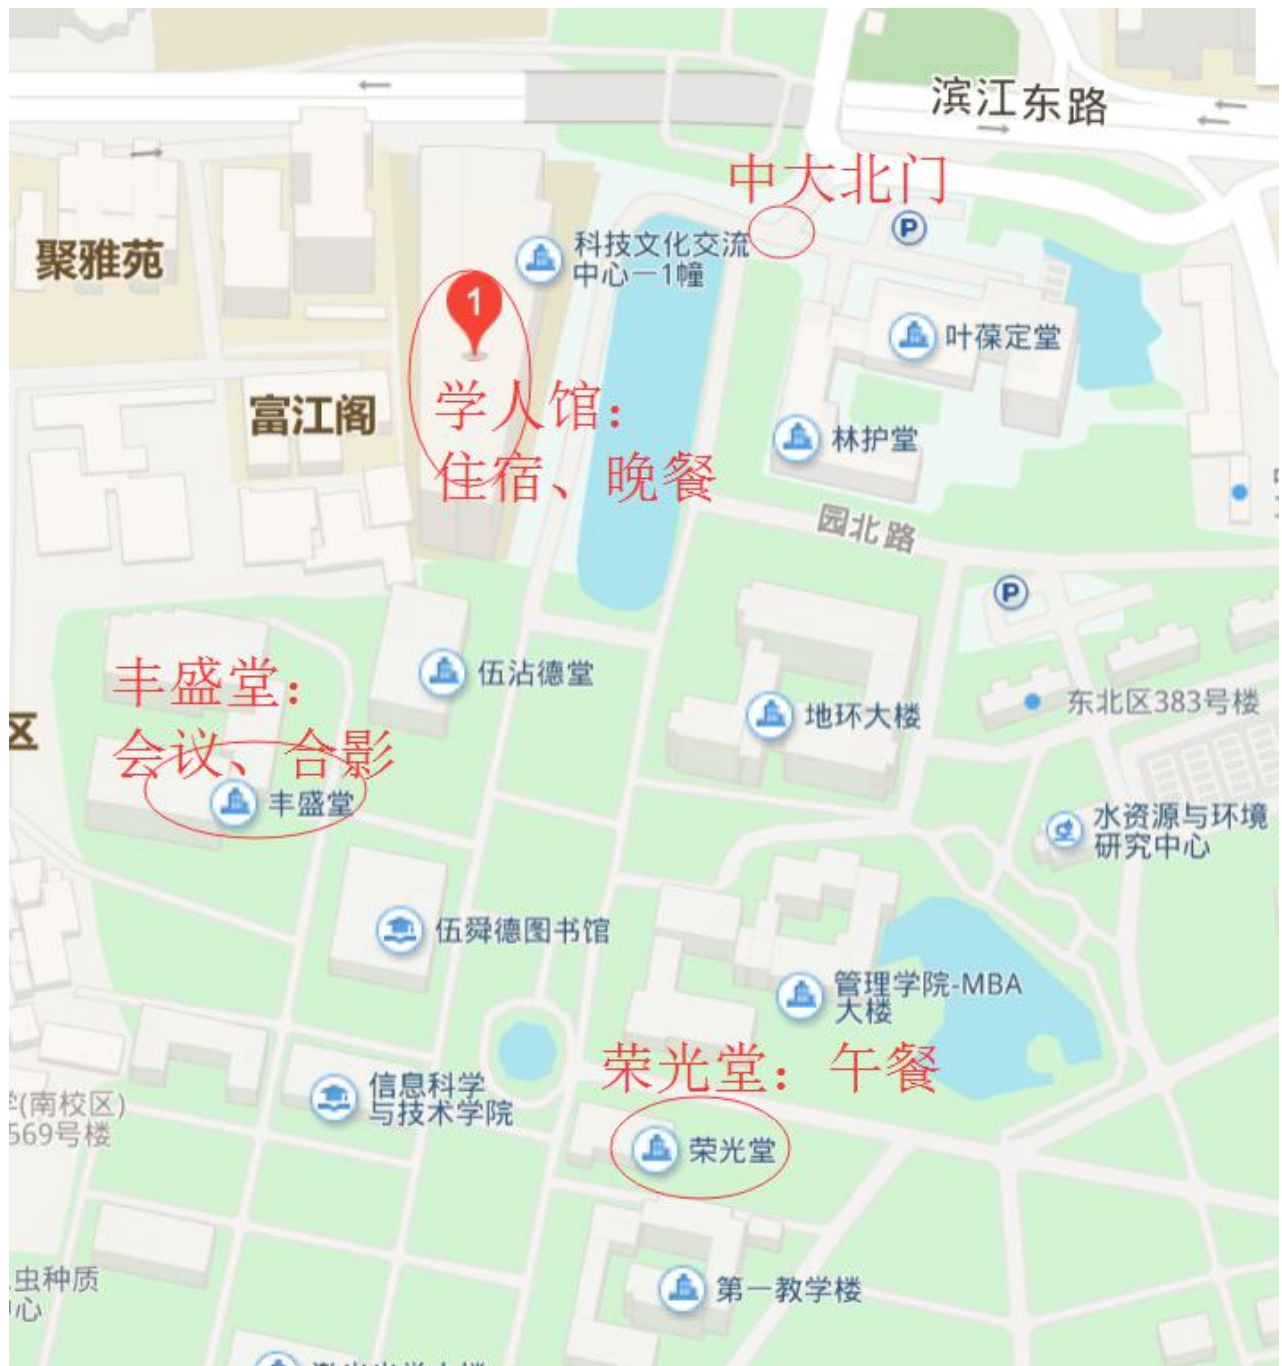 滨江东路
中大北门
P
科技文化交流
中心一1幢
聚雅苑
1
叶葆定堂
富江阁
学人馆：
林护堂
住宿、晚餐
园北路
P
伍沾德堂
丰盛堂：
东北区383号楼
地环大楼
区
会议、合影
丰盛堂
水资源与环境
研究中心
伍舜德图书馆
管理学院-MBA
大楼
荣光堂：午餐
信息科学
与技术学院
(南校区)
569号楼
荣光堂
虫种质
心
第一教学楼